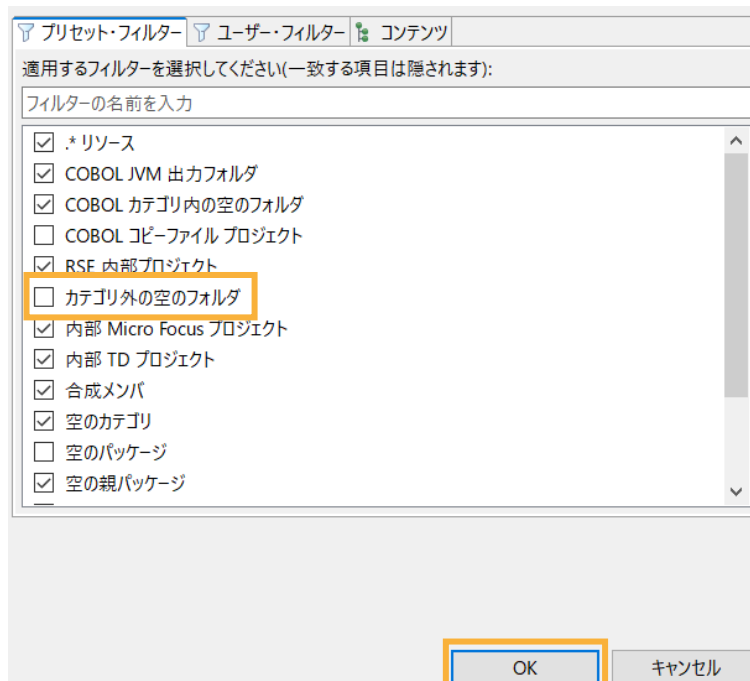 プリセット・フィルター ユーザー・フィルター コンテンツ
適用するフィルターを選択してください(一致する項目は隠されます):
フィルターの名前を入力
.* リソース
COBOL JVM 出力フォルダ
COBOL カテゴリ内の空のフォルダ
COBOL コピーファイル プロジェクト
RSE 内部プロジェクト
カテゴリ外の空のフォルダ
内部 Micro Focus プロジェクト
内部 TD プロジェクト
合成メンバ
空のカテゴリ
空のパッケージ
空の親パッケージ
OK キャンセル